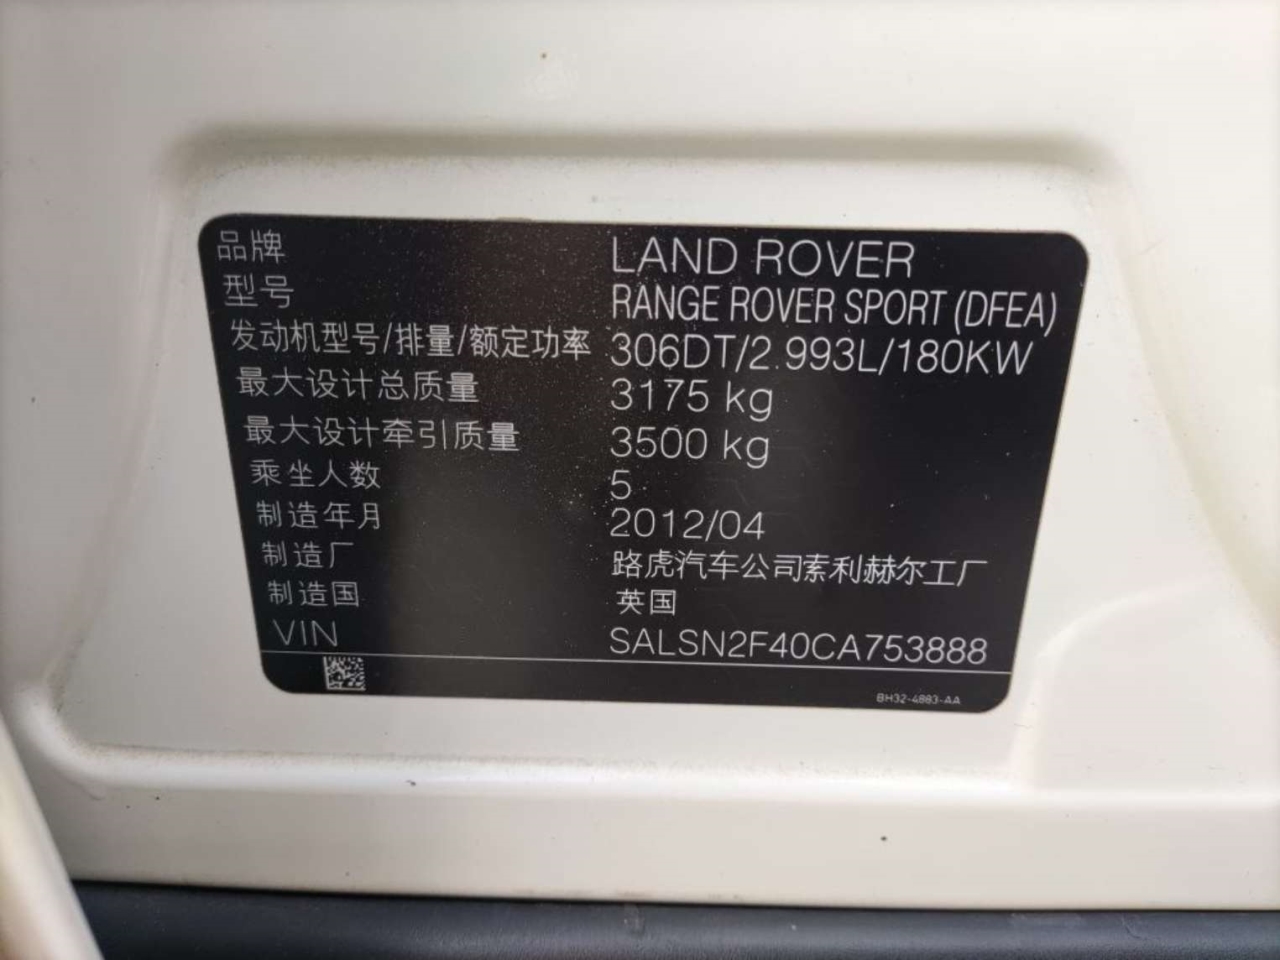 品牌 LAND ROVER
型号 RANGE ROVER SPORT (DFEA)
发动机型号/排量/额定功率 306DT/2.993L/180KW
最大设计总质量 3175 kg
最大设计牵引质量 3500 kg
乘坐人数 5
制造年月 2012/04
制造厂 路虎汽车公司索利赫尔工厂
制造国 英国
VIN SALSN2F40CA753888
BH32-4883-AA